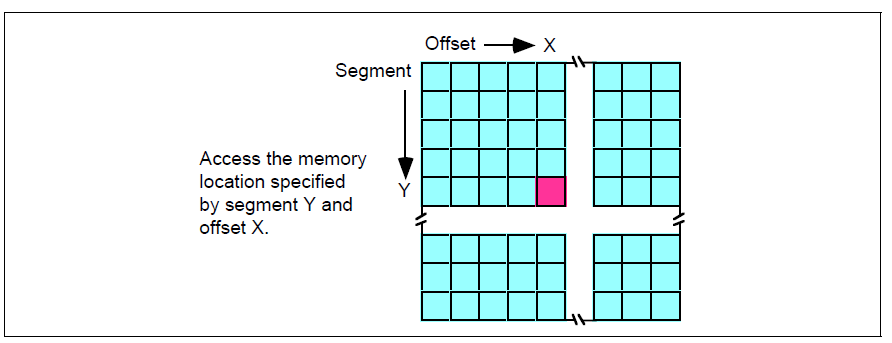 Offset X
Segment
Access the memory
location specified
Y
by segment Y and
offset X.